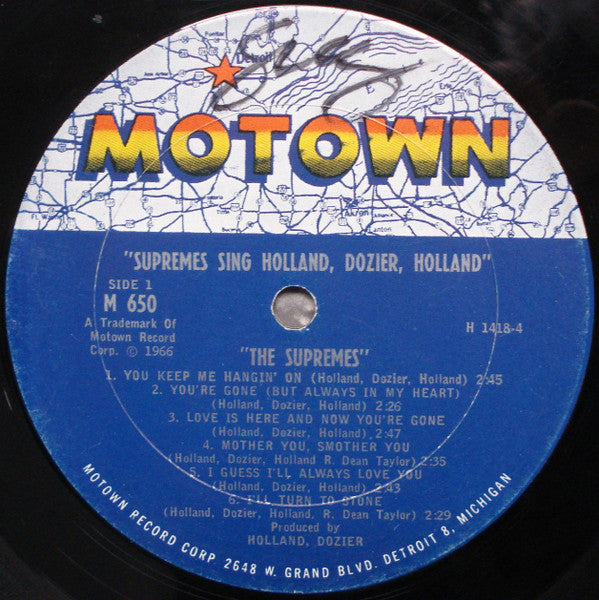 Detroit
MOTOWN
Akron
Canton
"SUPREMES SING HOLLAND, DOZIER, HOLLAND"
SIDE 1
M 650
A Trademark Of
Motown Record
Corp. © 1966
H 1418-4
"THE SUPREMES"
1. YOU KEEP ME HANGIN' ON (Holland, Dozier, Holland) 2:45
2. YOU'RE GONE (BUT ALWAYS IN MY HEART)
(Holland, Dozier, Holland) 2:26
3. LOVE IS HERE AND NOW YOU'RE GONE
(Holland, Dozier, Holland) 2:47
4. MOTHER YOU, SMOTHER YOU
(Holland, Dozier, Holland R. Dean Taylor) 2:35
5. I GUESS I'LL ALWAYS LOVE YOU
(Holland, Dozier, Holland) 2:43
6. I'LL TURN TO STONE
(Holland, Dozier, Holland, R. Dean Taylor) 2:29
Produced by
HOLLAND, DOZIER
MOTOWN RECORD CORP 2648 W. GRAND BLVD. DETROIT 8, MICHIGAN